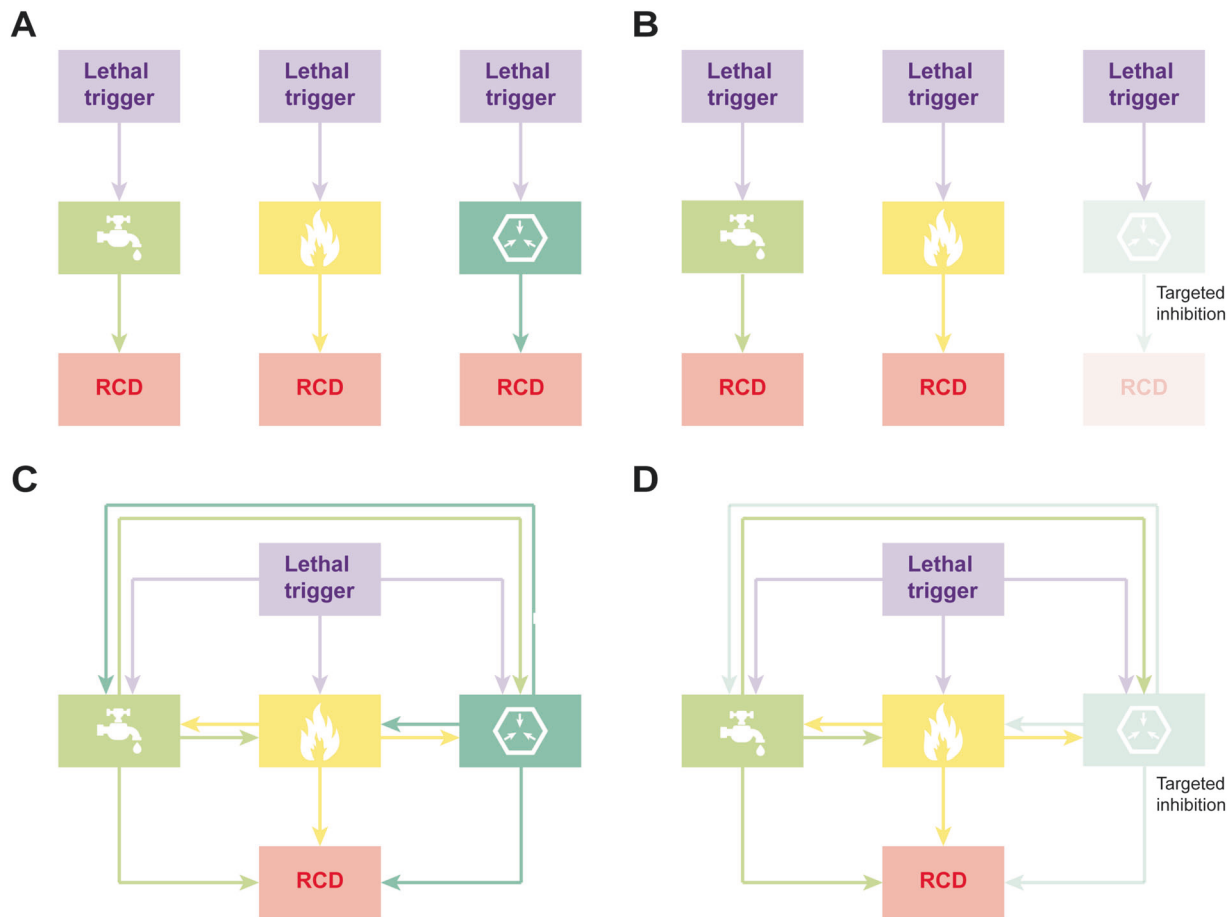 A
Lethal
trigger
Lethal
trigger
Lethal
trigger
RCD
RCD
RCD
B
Lethal
trigger
Lethal
trigger
Lethal
trigger
Targeted
inhibition
RCD
RCD
RCD
C
Lethal
trigger
RCD
D
Lethal
trigger
Targeted
inhibition
RCD